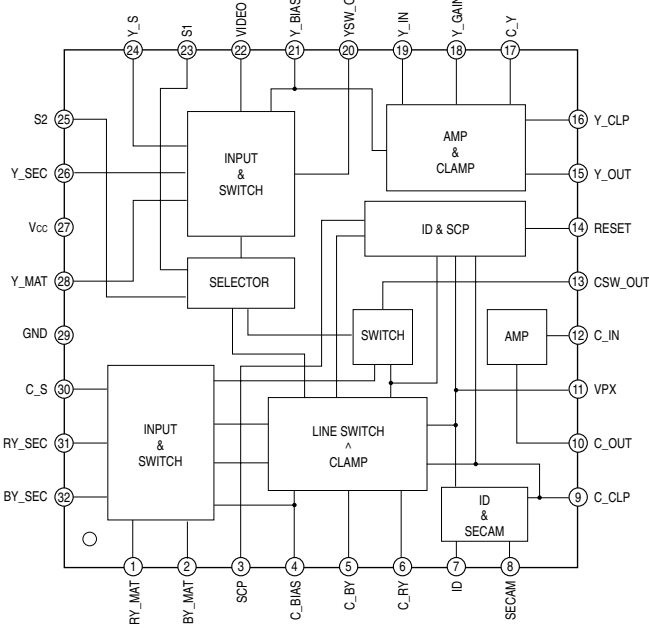 Y_S
S1
VIDEO
Y_BIAS
Y_IN
Y_GAIN
C_Y
24
23
22
21
20
19
18
17
S2 25
Y_SEC 26
Vcc 27
Y_MAT 28
GND 29
C_S 30
RY_SEC 31
BY_SEC 32
INPUT
&
SWITCH
AMP
&
CLAMP
ID & SCP
SELECTOR
SWITCH
AMP
INPUT
&
SWITCH
LINE SWITCH
^
CLAMP
ID
&
SECAM
16 Y_CLP
15 Y_OUT
14 RESET
13 CSW_OUT
12 C_IN
11 VPX
10 C_OUT
9 C_CLP
1
2
3
4
5
6
7
8
RY_MAT
BY_MAT
SCP
C_BIAS
C_BY
C_RY
ID
SECAM